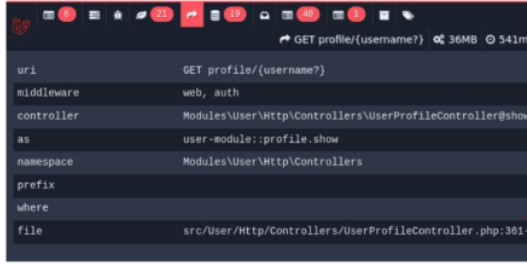 6 21 19 40 1
GET profile/{username?} 36MB 541m
uri GET profile/{username?}
middleware web, auth
controller Modules\User\Http\Controllers\UserProfileController@show
as user-module::profile.show
namespace Modules\User\Http\Controllers
prefix
where
file src/User/Http/Controllers/UserProfileController.php:361-